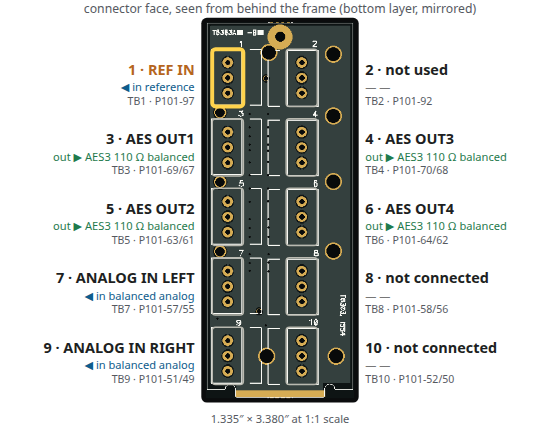 connector face, seen from behind the frame (bottom layer, mirrored)
1 2
1 · REF IN
◀ in reference
TB1 · P101-97
2 · not used
— —
TB2 · P101-92
3 4
3 · AES OUT1
out ▶ AES3 110 Ω balanced
TB3 · P101-69/67
4 · AES OUT3
out ▶ AES3 110 Ω balanced
TB4 · P101-70/68
5 6
5 · AES OUT2
out ▶ AES3 110 Ω balanced
TB5 · P101-63/61
6 · AES OUT4
out ▶ AES3 110 Ω balanced
TB6 · P101-64/62
7 8
7 · ANALOG IN LEFT
◀ in balanced analog
TB7 · P101-57/55
8 · not connected
— —
TB8 · P101-58/56
9 10
9 · ANALOG IN RIGHT
◀ in balanced analog
TB9 · P101-51/49
10 · not connected
— —
TB10 · P101-52/50
1.335″ × 3.380″ at 1:1 scale